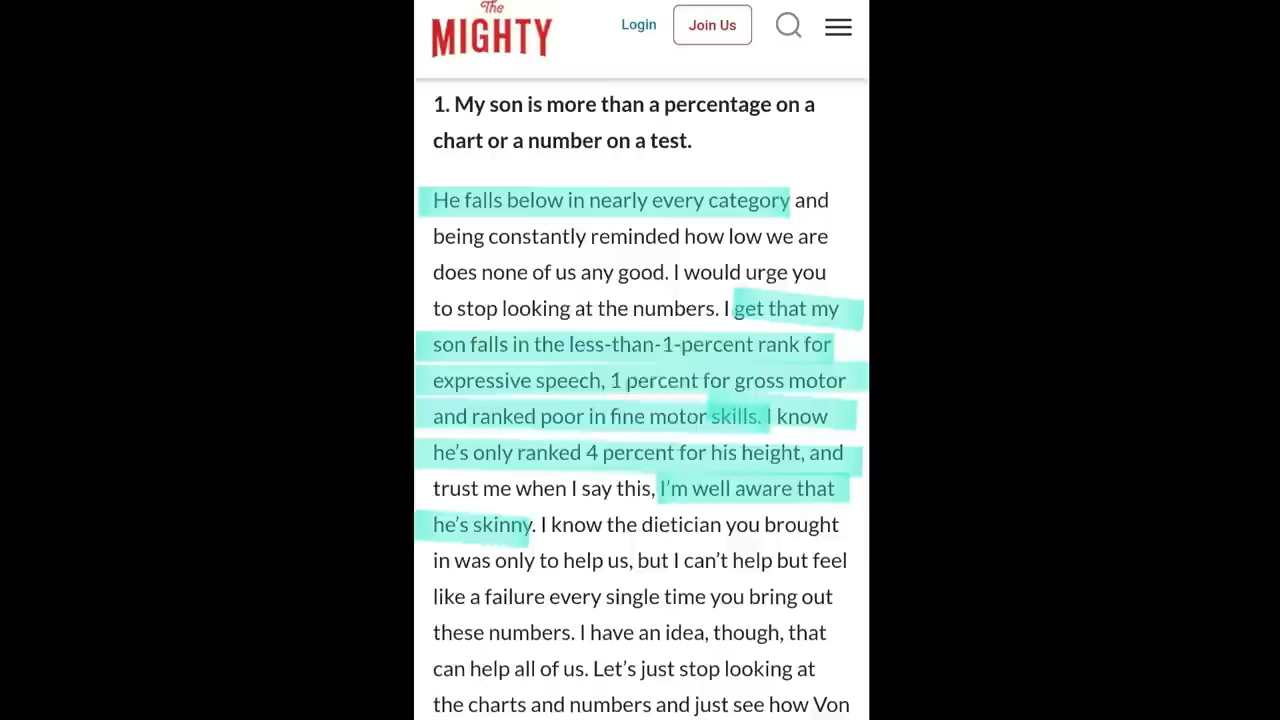 The
MIGHTY
Login
Join Us
1. My son is more than a percentage on a
chart or a number on a test.
He falls below in nearly every category and
being constantly reminded how low we are
does none of us any good. I would urge you
to stop looking at the numbers. I get that my
son falls in the less-than-1-percent rank for
expressive speech, 1 percent for gross motor
and ranked poor in fine motor skills. I know
he’s only ranked 4 percent for his height, and
trust me when I say this, I’m well aware that
he’s skinny. I know the dietician you brought
in was only to help us, but I can’t help but feel
like a failure every single time you bring out
these numbers. I have an idea, though, that
can help all of us. Let’s just stop looking at
the charts and numbers and just see how Von